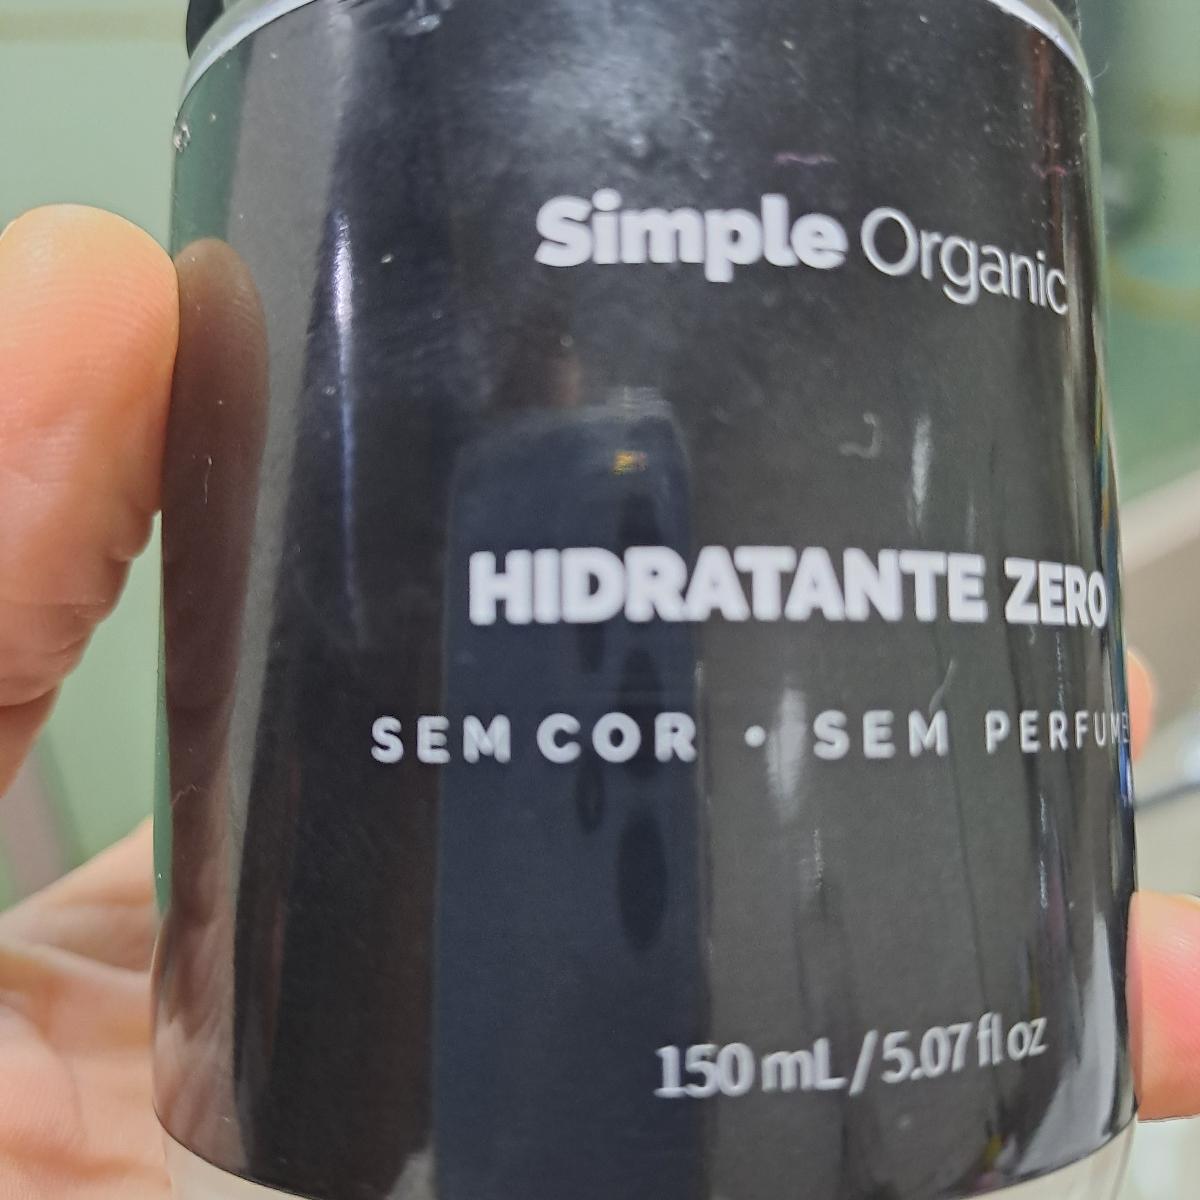 Simple Organic
HIDRATANTE ZERO
SEM COR • SEM PERFUME
150 mL / 5.07 fl oz